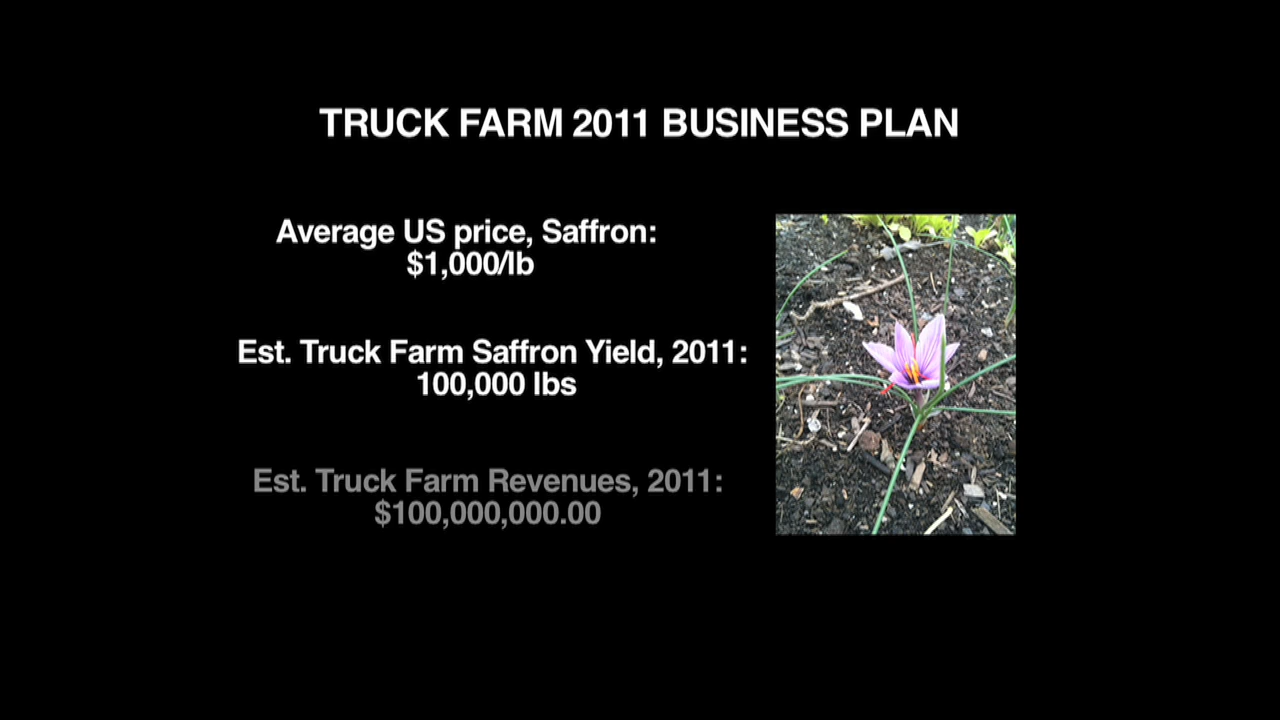 TRUCK FARM 2011 BUSINESS PLAN
Average US price, Saffron:
$1,000/lb
Est. Truck Farm Saffron Yield, 2011:
100,000 lbs
Est. Truck Farm Revenues, 2011:
$100,000,000.00